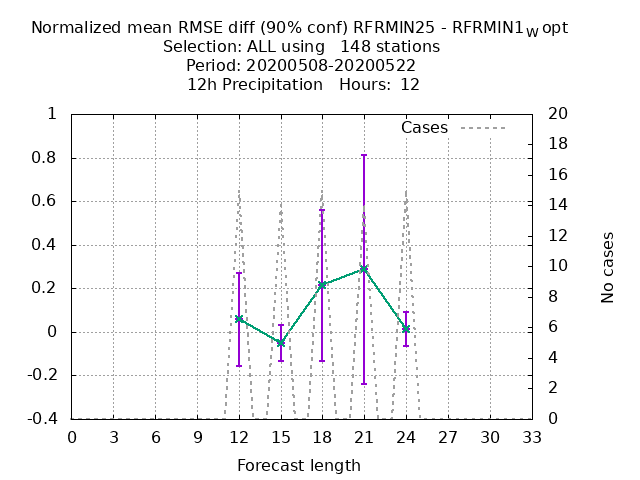 Normalized mean RMSE diff (90% conf) RFRMIN25 - RFRMIN1wopt
Selection: ALL using   148 stations
Period: 20200508-20200522
12h Precipitation   Hours: 12
Cases
1
0.8
0.6
0.4
0.2
0
-0.2
-0.4
20
18
16
14
12
10
8
6
4
2
0
No cases
0 3 6 9 12 15 18 21 24 27 30 33
Forecast length